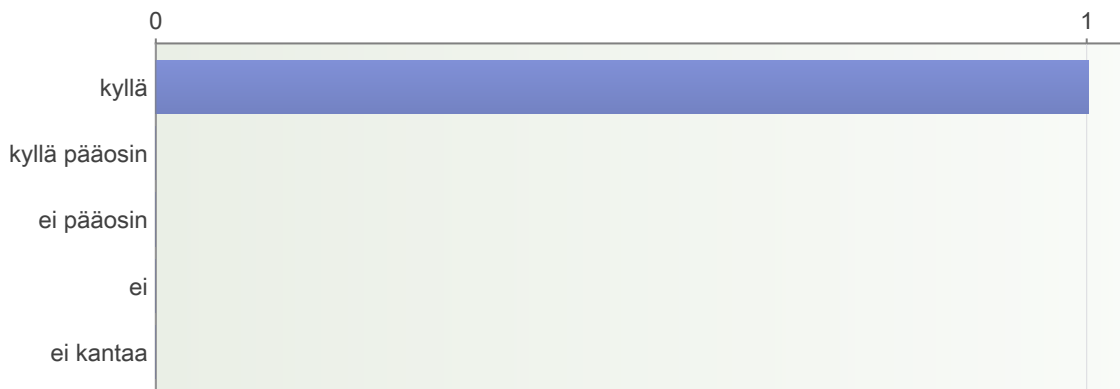 0 1
kyllä
kyllä pääosin
ei pääosin
ei
ei kantaa